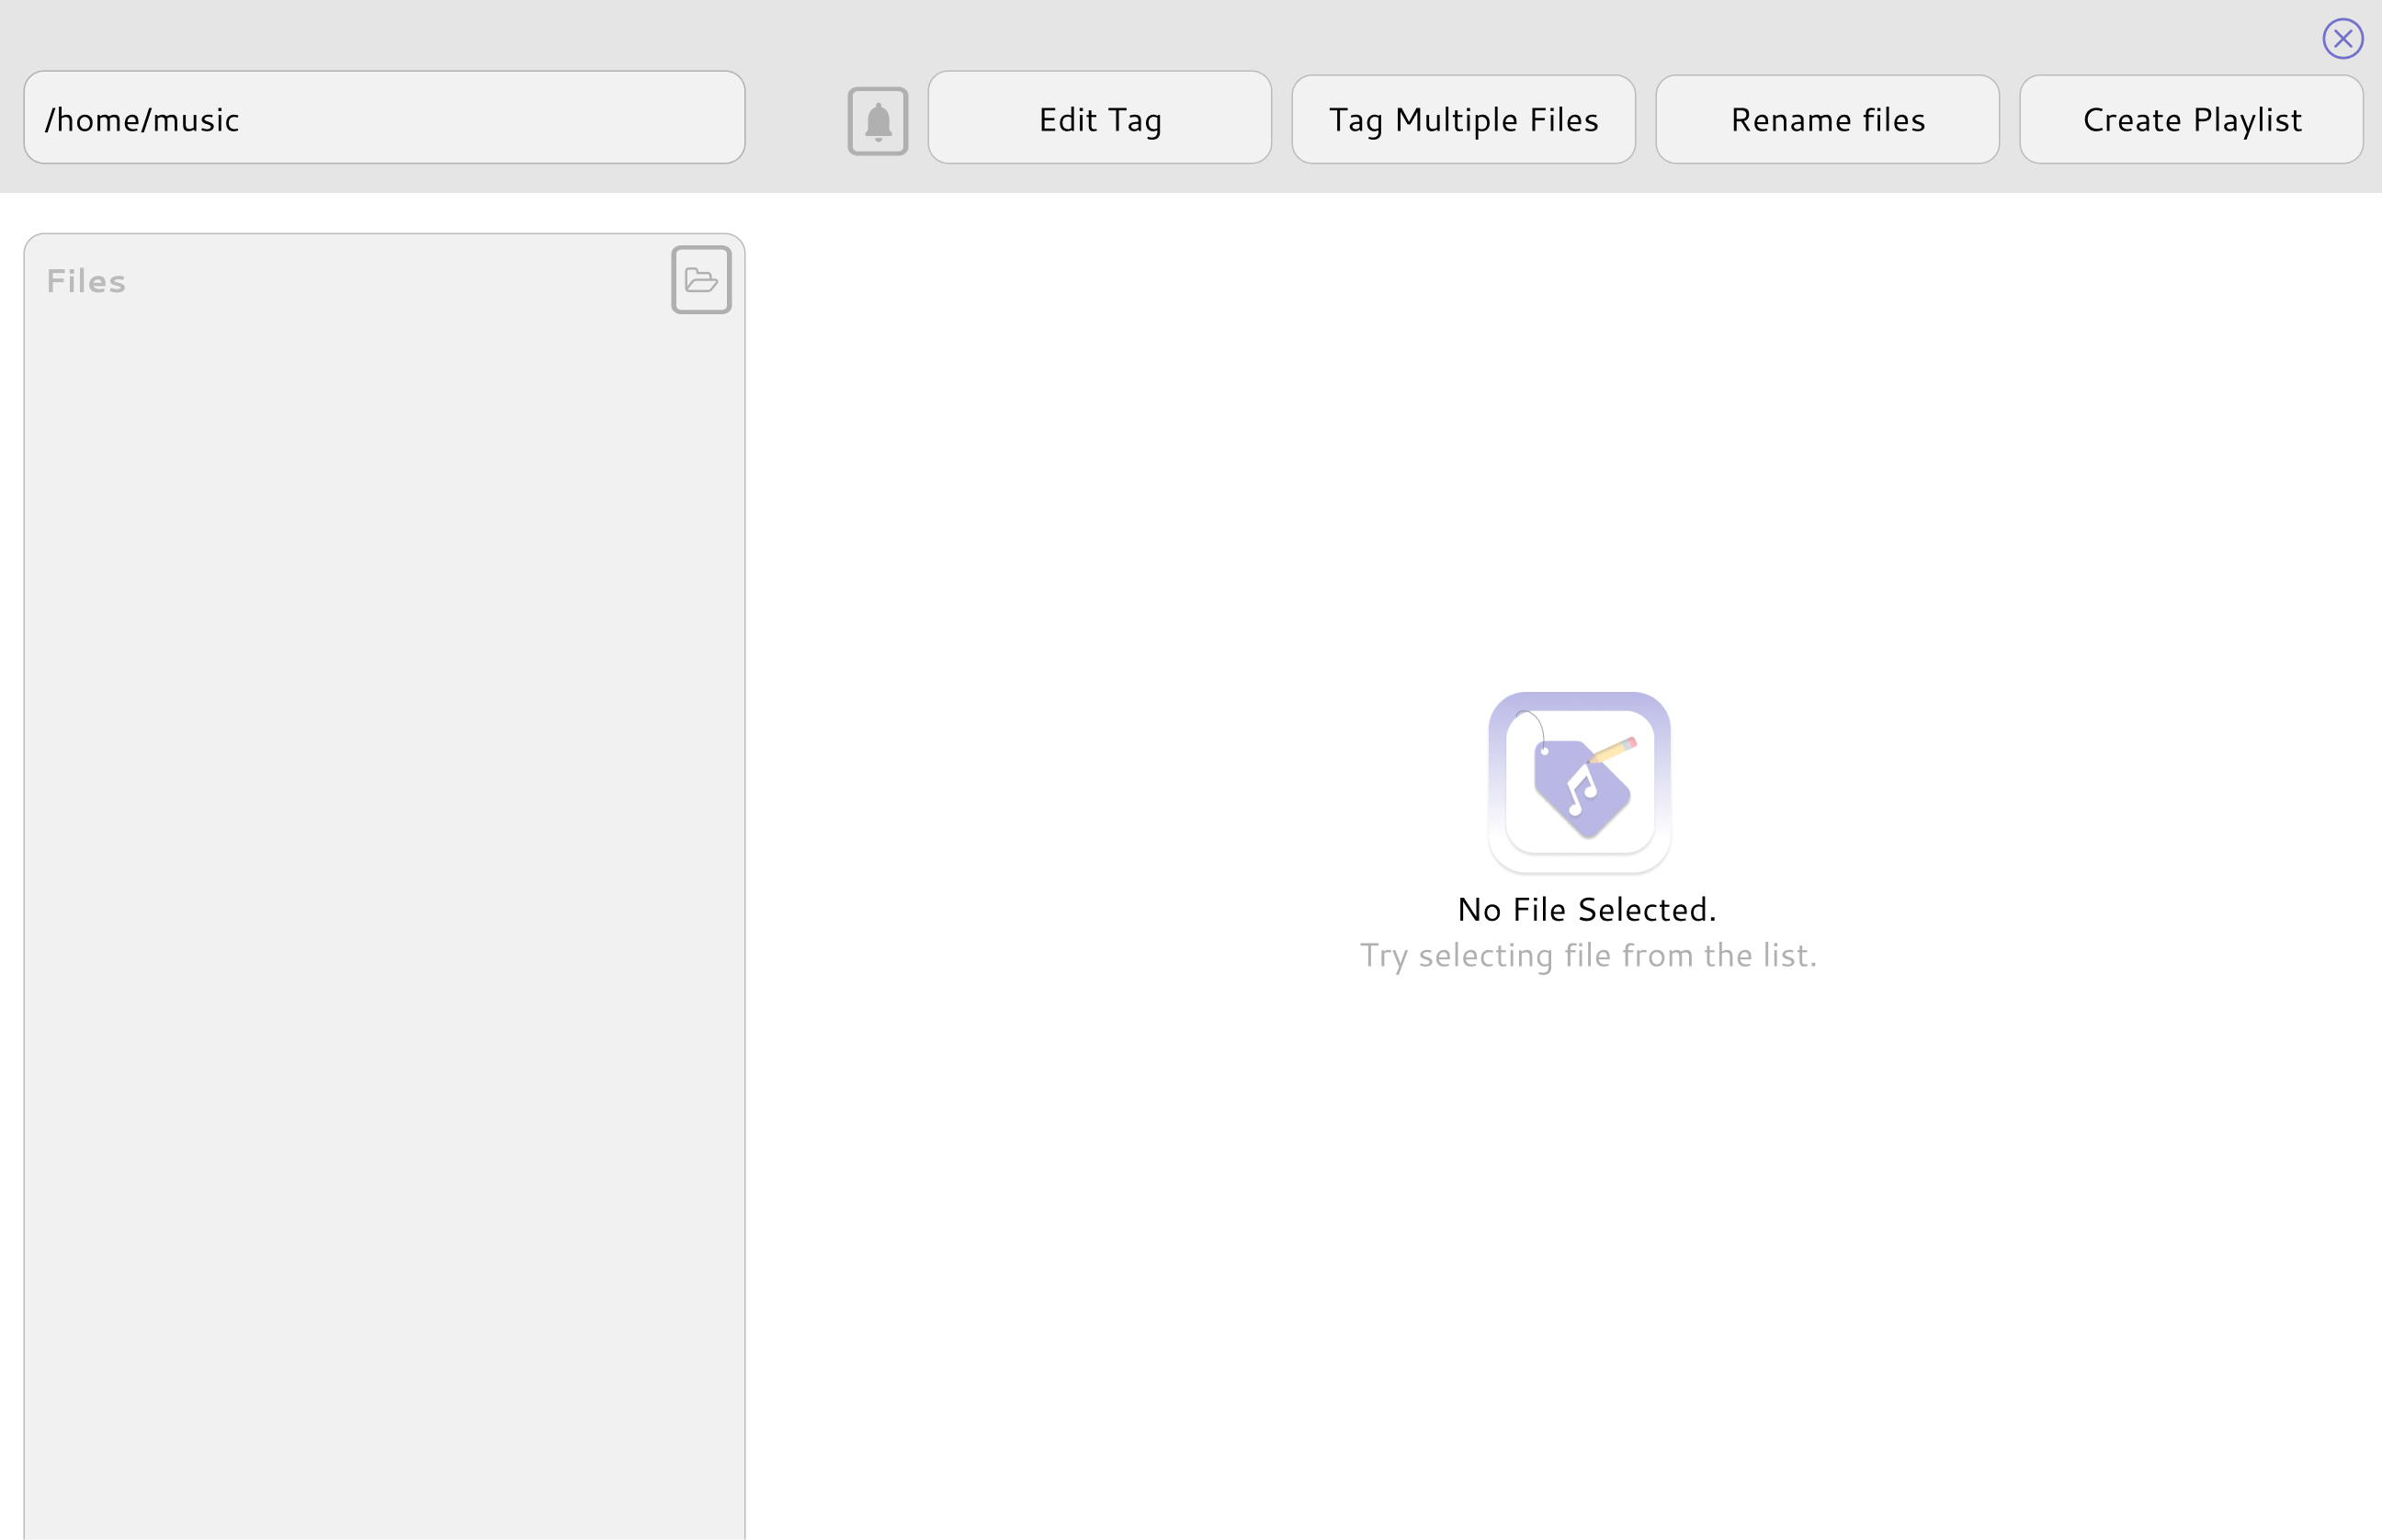 /home/music
Edit Tag
Tag Multiple Files
Rename files
Create Playlist
Files
No File Selected.
Try selecting file from the list.